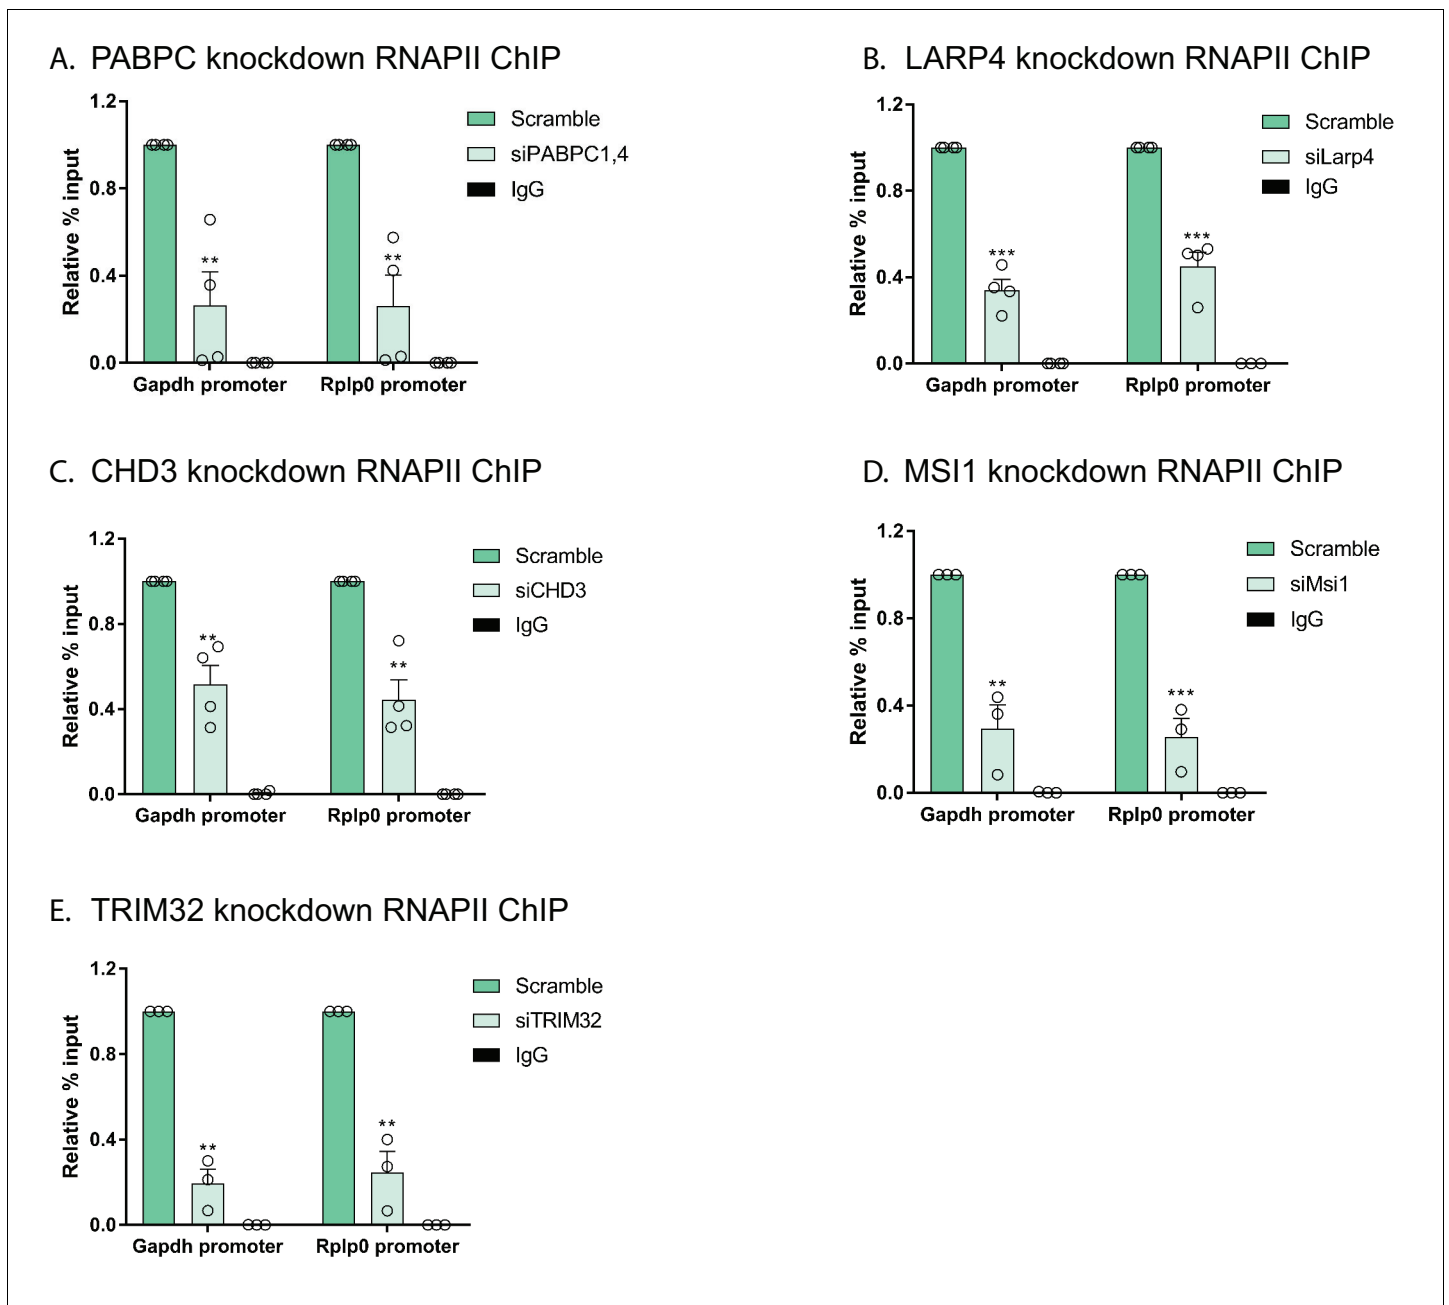 A. PABPC knockdown RNAPII ChIP
1.2
0.8
0.4
0.0
Relative % input
**
**
Gapdh promoter
Rplp0 promoter
Scramble
siPABPC1,4
IgG
B. LARP4 knockdown RNAPII ChIP
1.2
0.8
0.4
0.0
Relative % input
***
***
Gapdh promoter
Rplp0 promoter
Scramble
siLarp4
IgG
C. CHD3 knockdown RNAPII ChIP
1.2
0.8
0.4
0.0
Relative % input
**
**
Gapdh promoter
Rplp0 promoter
Scramble
siCHD3
IgG
D. MSI1 knockdown RNAPII ChIP
1.2
0.8
0.4
0.0
Relative % input
**
***
Gapdh promoter
Rplp0 promoter
Scramble
siMsi1
IgG
E. TRIM32 knockdown RNAPII ChIP
1.2
0.8
0.4
0.0
Relative % input
**
**
Gapdh promoter
Rplp0 promoter
Scramble
siTRIM32
IgG